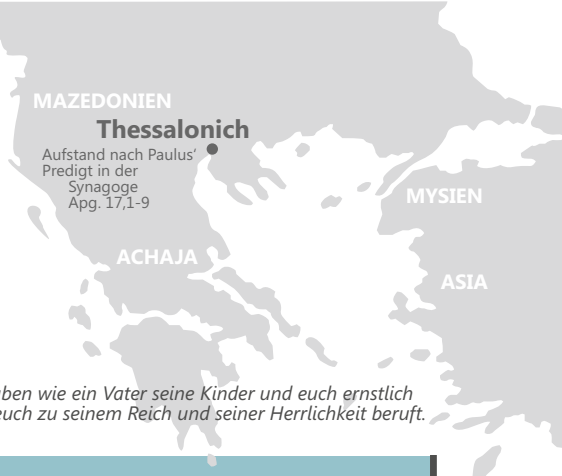 MAZEDONIEN
Thessalonich
Aufstand nach Paulus’
Predigt in der
Synagoge
Apg. 17,1-9
MYSIEN
ACHAJA
ASIA
wie ein Vater seine Kinder und euch ernstlich
euch zu seinem Reich und seiner Herrlichkeit beruft.